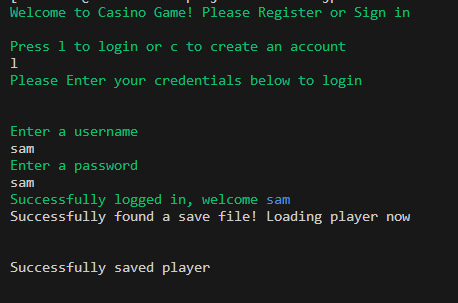 Welcome to Casino Game! Please Register or Sign in
Press l to login or c to create an account
l
Please Enter your credentials below to login
Enter a username
sam
Enter a password
sam
Successfully logged in, welcome sam
Successfully found a save file! Loading player now
Successfully saved player